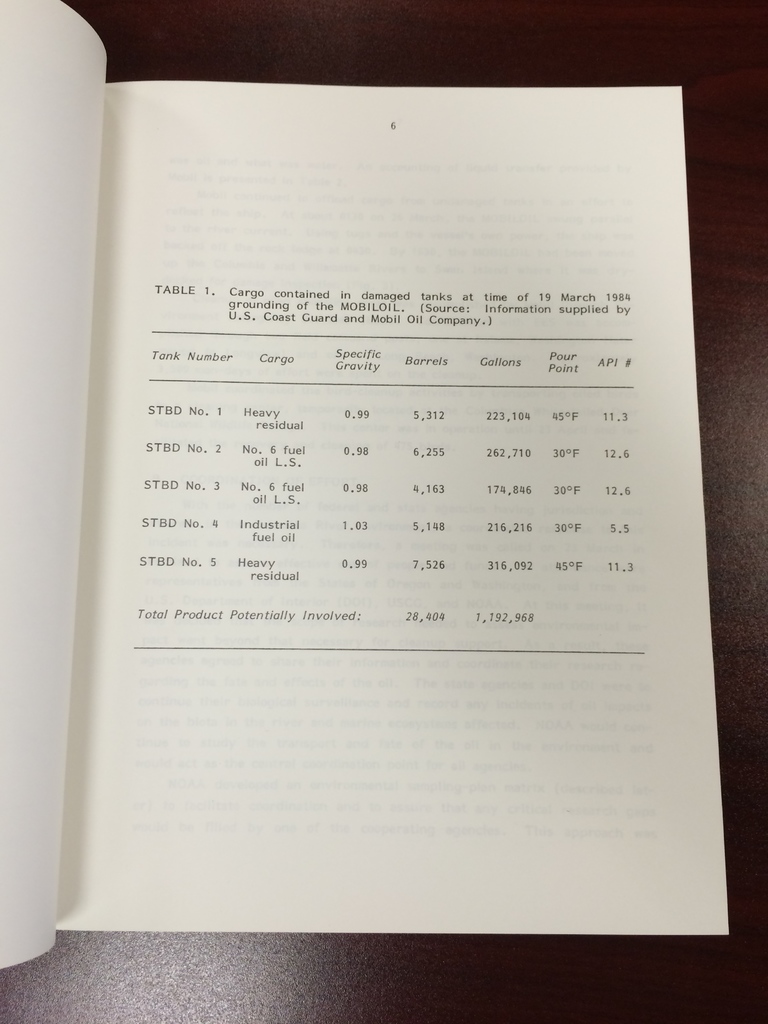 6
TABLE 1. Cargo contained in damaged tanks at time of 19 March 1984
grounding of the MOBILOIL. (Source: Information supplied by
U.S. Coast Guard and Mobil Oil Company.)
Tank Number Cargo Specific Gravity Barrels Gallons Pour Point API #
STBD No. 1 Heavy residual 0.99 5,312 223,104 45°F 11.3
STBD No. 2 No. 6 fuel oil L.S. 0.98 6,255 262,710 30°F 12.6
STBD No. 3 No. 6 fuel oil L.S. 0.98 4,163 174,846 30°F 12.6
STBD No. 4 Industrial fuel oil 1.03 5,148 216,216 30°F 5.5
STBD No. 5 Heavy residual 0.99 7,526 316,092 45°F 11.3
Total Product Potentially Involved: 28,404 1,192,968